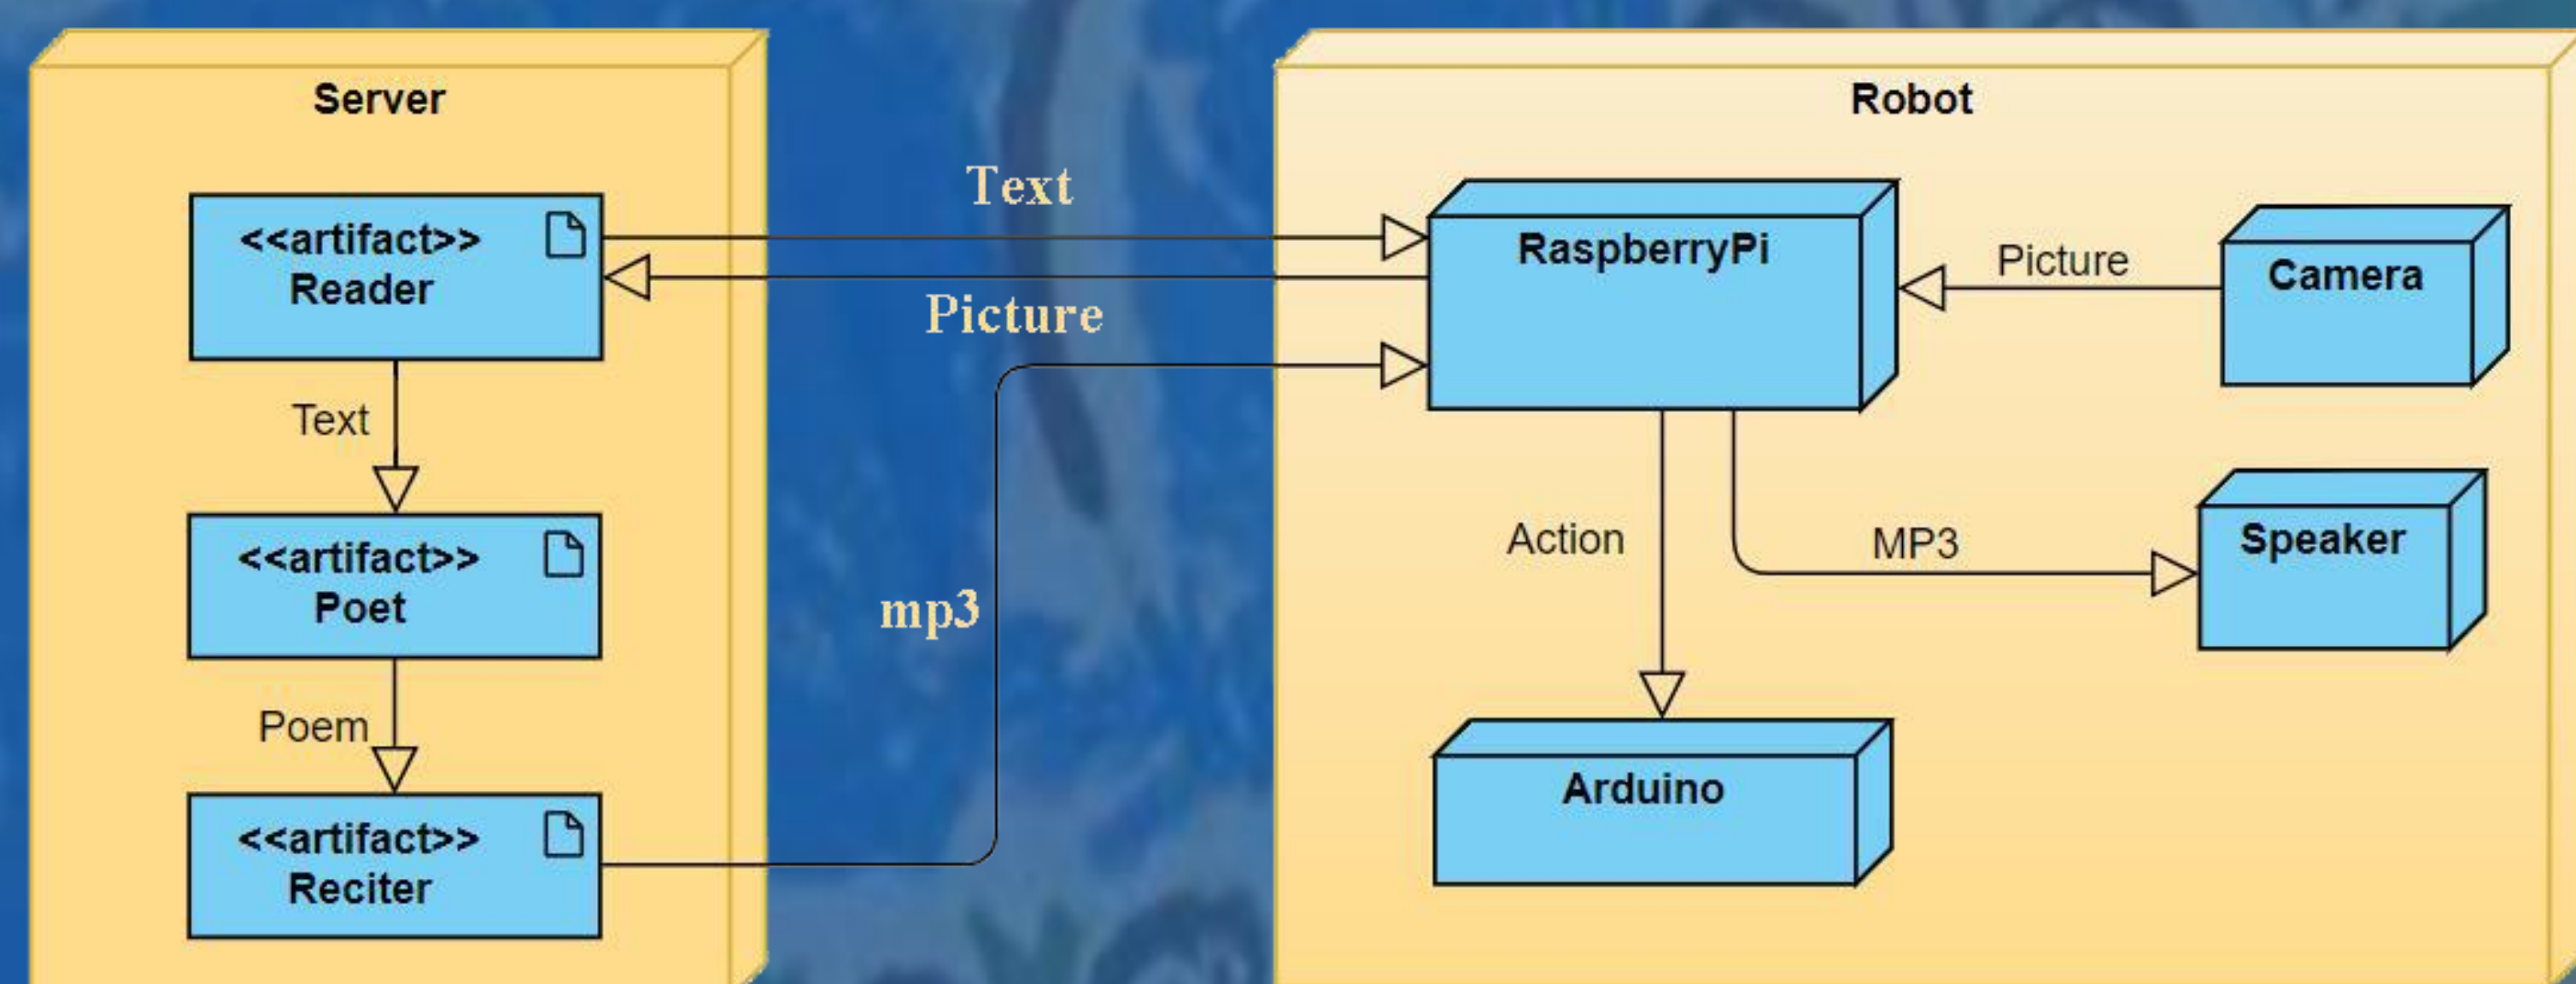 Server
<<artifact>>
Reader
Text
<<artifact>>
Poet
Poem
<<artifact>>
Reciter
Text
Picture
mp3
Robot
RaspberryPi
Picture
Camera
Action
MP3
Speaker
Arduino